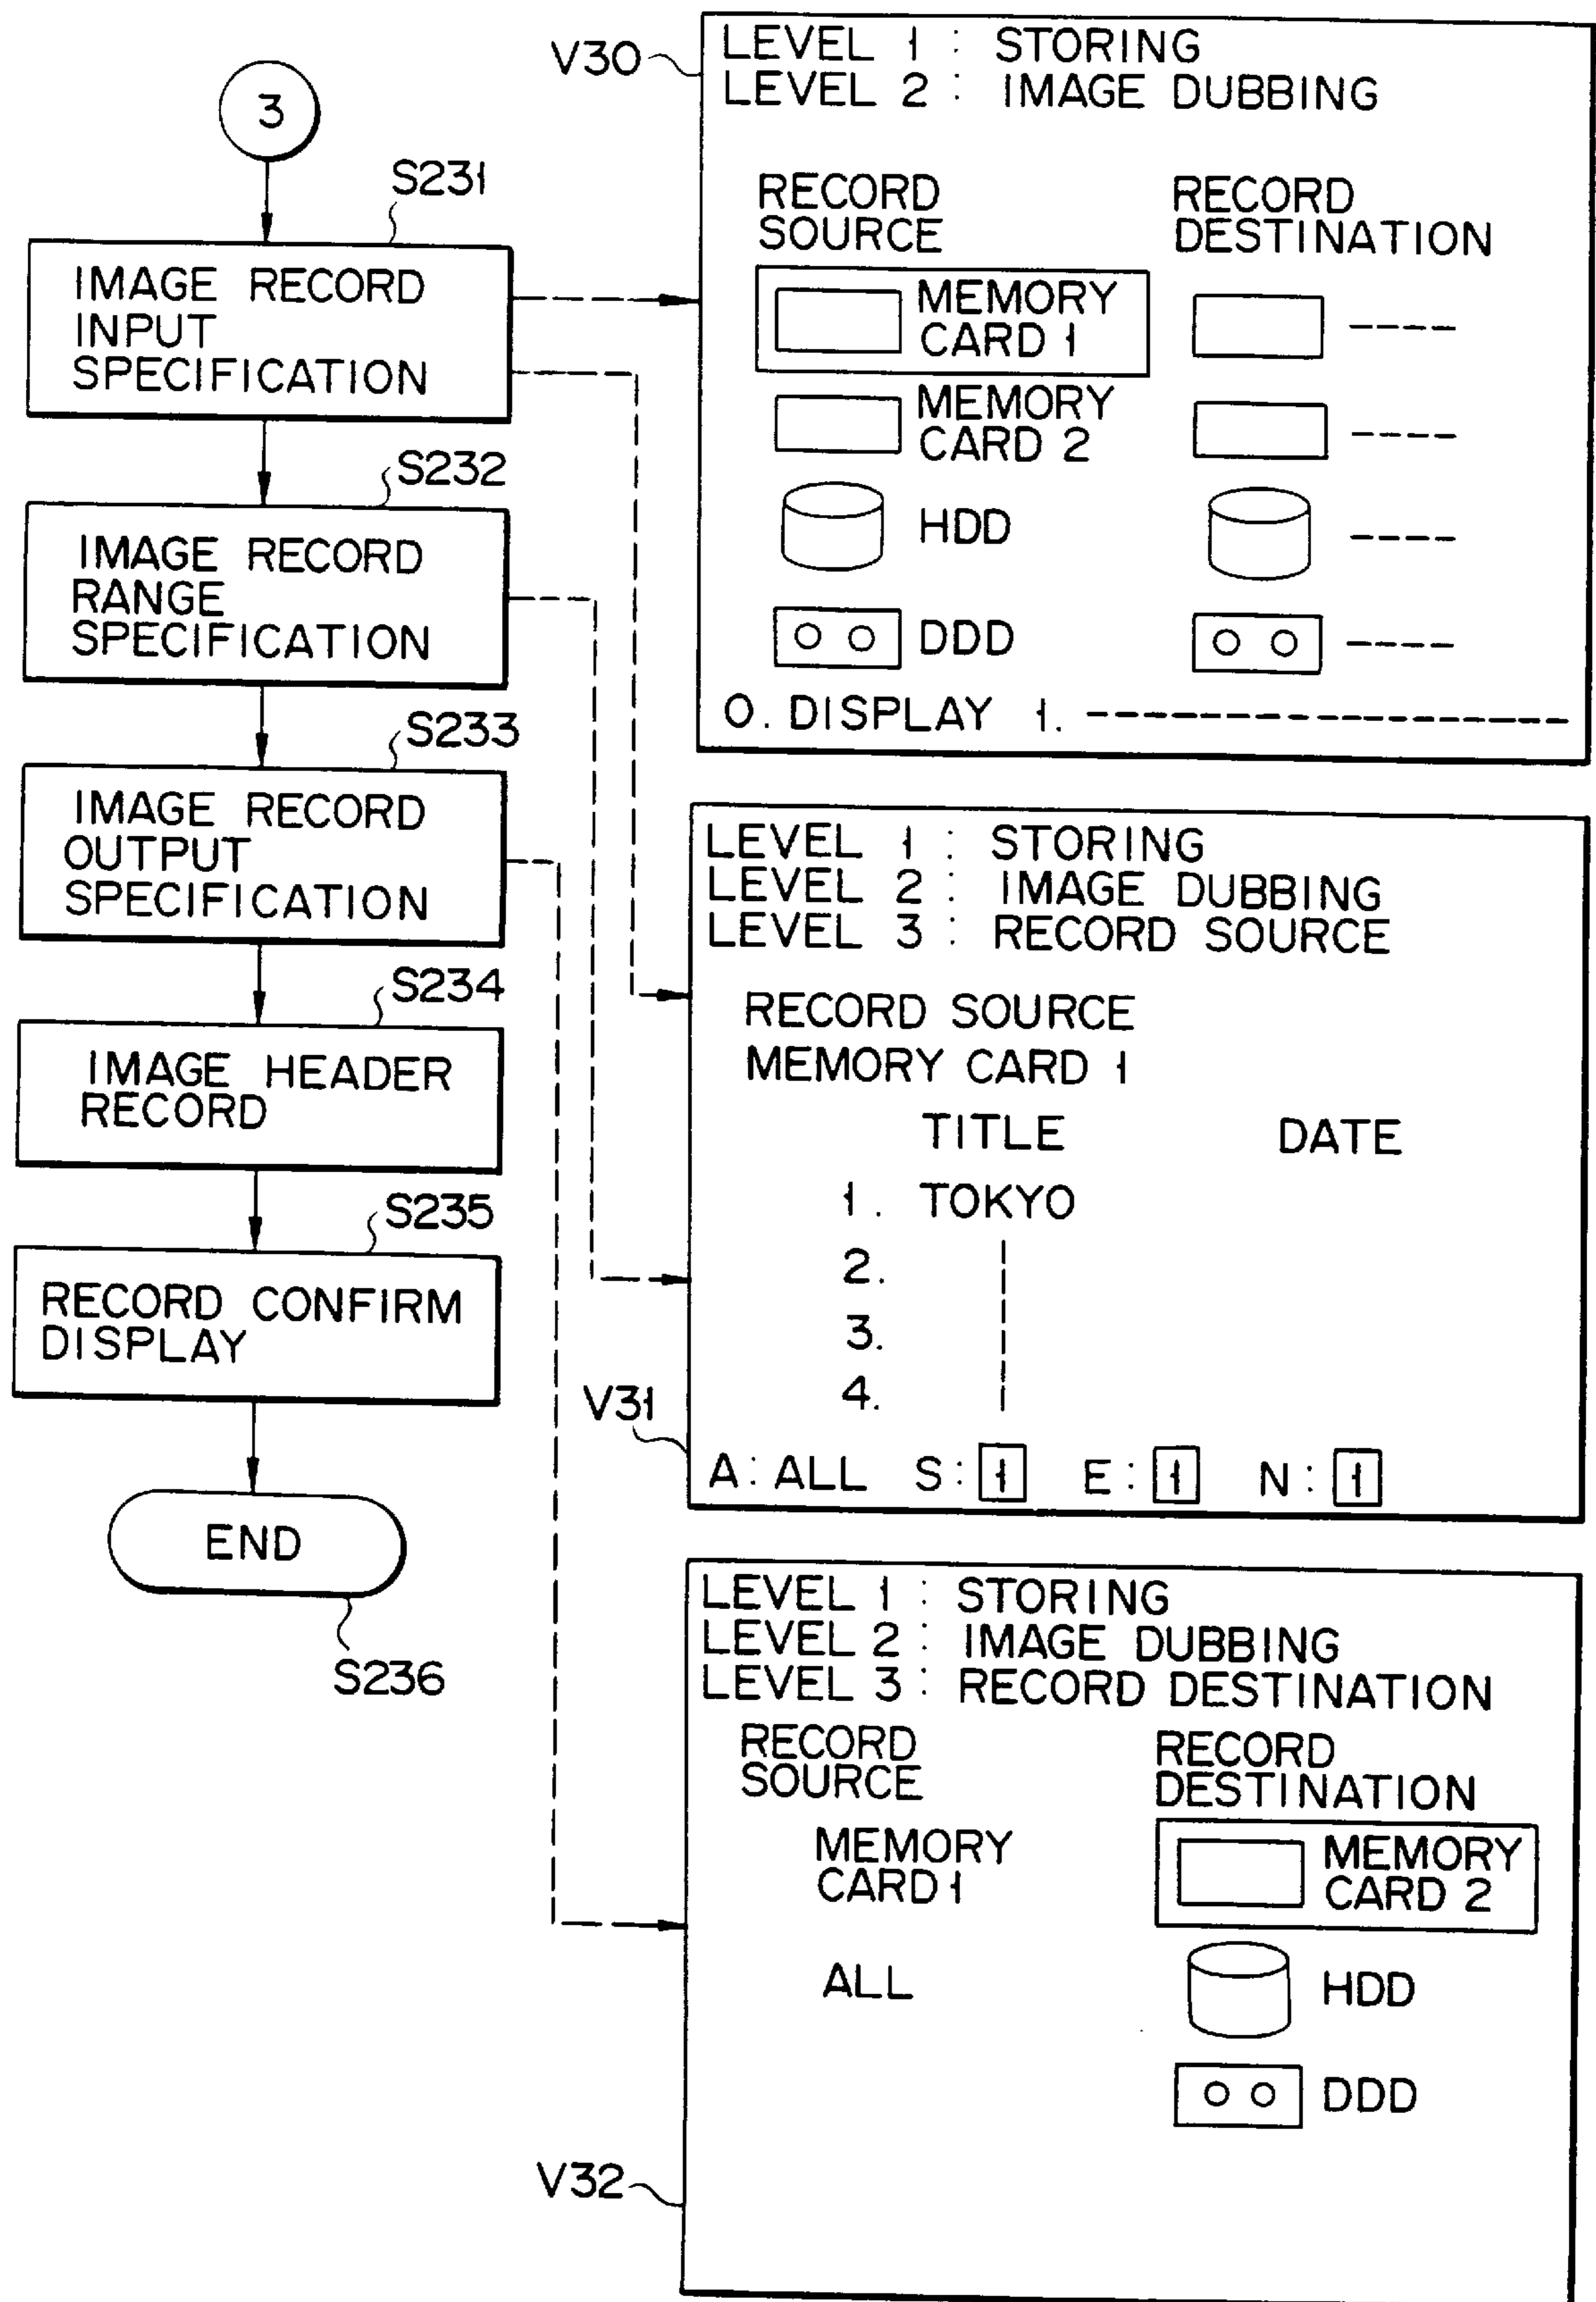 3
S231
IMAGE RECORD
INPUT
SPECIFICATION
S232
IMAGE RECORD
RANGE
SPECIFICATION
S233
IMAGE RECORD
OUTPUT
SPECIFICATION
S234
IMAGE HEADER
RECORD
S235
RECORD CONFIRM
DISPLAY
END
S236
V30
LEVEL 1 : STORING
LEVEL 2 : IMAGE DUBBING
RECORD
SOURCE
RECORD
DESTINATION
MEMORY
CARD 1
-----
MEMORY
CARD 2
-----
HDD
-----
DDD
-----
0. DISPLAY 1. --------------------
V31
LEVEL 1 : STORING
LEVEL 2 : IMAGE DUBBING
LEVEL 3 : RECORD SOURCE
RECORD SOURCE
MEMORY CARD 1
TITLE DATE
1. TOKYO
2.
3.
4.
A : ALL S : 1 E : 1 N : 1
V32
LEVEL 1 : STORING
LEVEL 2 : IMAGE DUBBING
LEVEL 3 : RECORD DESTINATION
RECORD
SOURCE
RECORD
DESTINATION
MEMORY
CARD 1
MEMORY
CARD 2
ALL
HDD
DDD